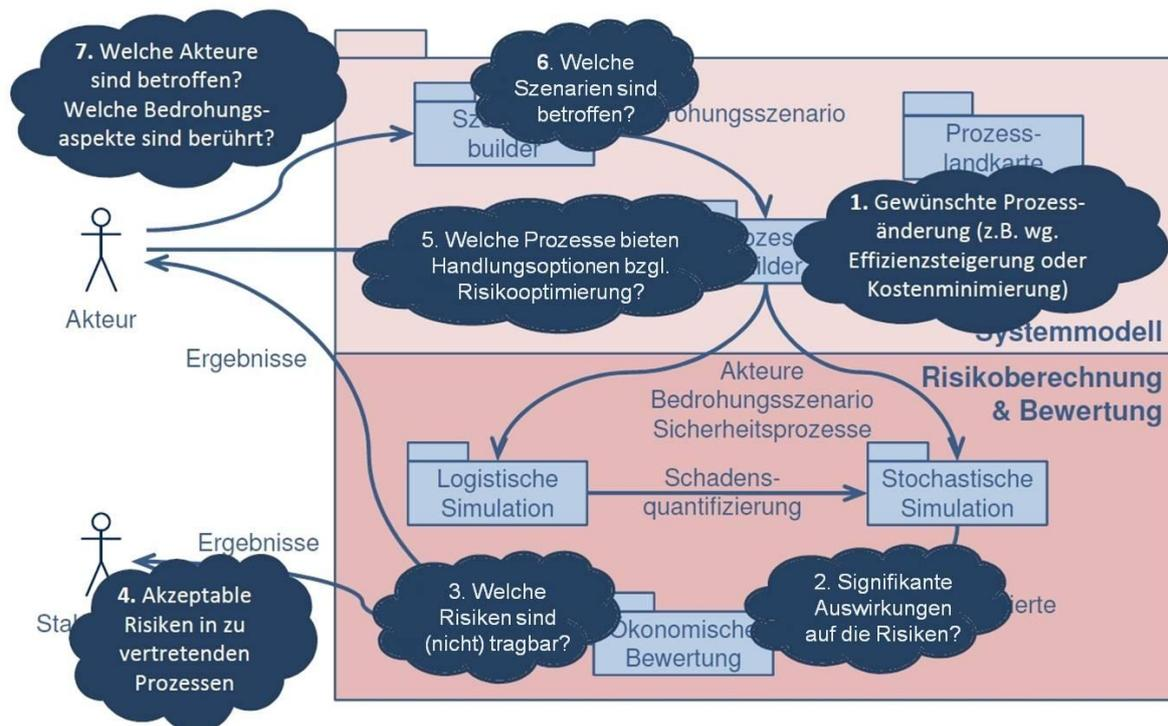 7. Welche Akteure
sind betroffen?
Welche Bedrohungs-
aspekte sind berührt?
6. Welche
Szenarien sind
betroffen?
builder
Prozess-
landkarte
5. Welche Prozesse bieten
Handlungsoptionen bzgl.
Risikooptimierung?
1. Gewünschte Prozess-
änderung (z.B. wg.
Effizienzsteigerung oder
Kostenminimierung)
Akteur
Systemmodell
Ergebnisse
Risikoberechnung
& Bewertung
Akteure
Bedrohungsszenario
Sicherheitsprozesse
Logistische
Simulation
Schadens-
quantifizierung
Stochastische
Simulation
Ergebnisse
4. Akzeptable
Risiken in zu
vertretenden
Prozessen
3. Welche
Risiken sind
(nicht) tragbar?
Ökonomische
Bewertung
2. Signifikante
Auswirkungen
auf die Risiken?